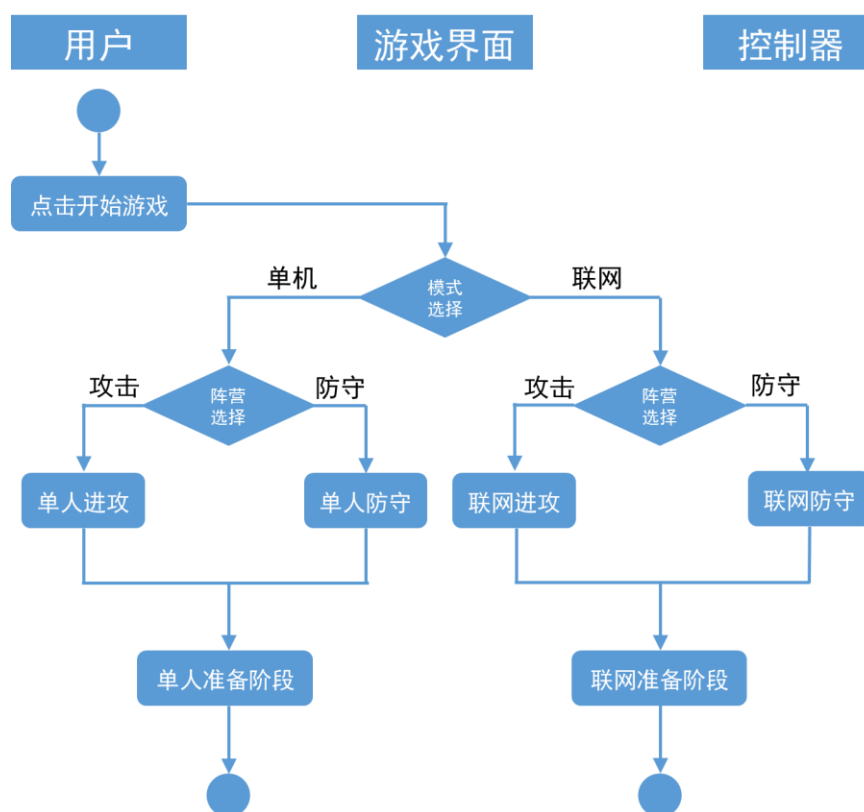 用户
游戏界面
控制器
点击开始游戏
单机
联网
模式
选择
攻击
防守
攻击
防守
阵营
选择
阵营
选择
单人进攻
单人防守
联网进攻
联网防守
单人准备阶段
联网准备阶段